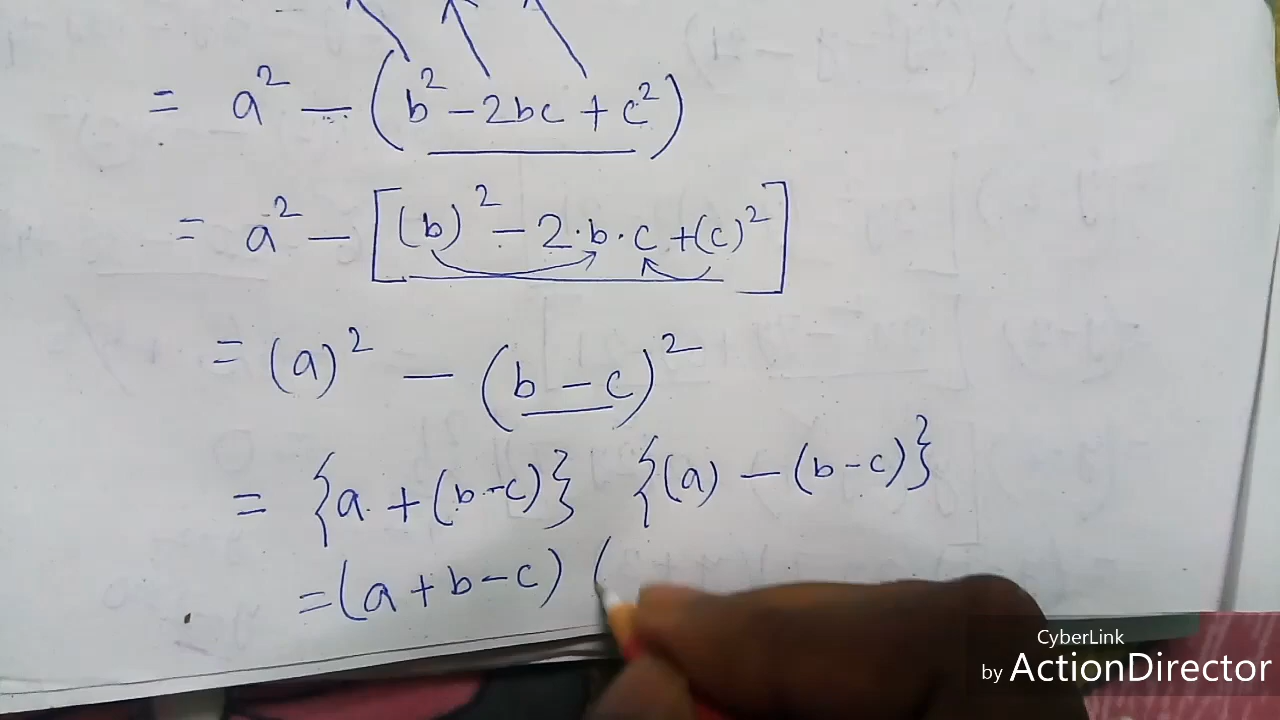 = a² - (b² - 2bc + c²)
= a² - [(b)² - 2·b·c + (c)²]
= (a)² - (b - c)²
= {a + (b - c)} {(a) - (b - c)}
= (a + b - c) (
CyberLink
by ActionDirector